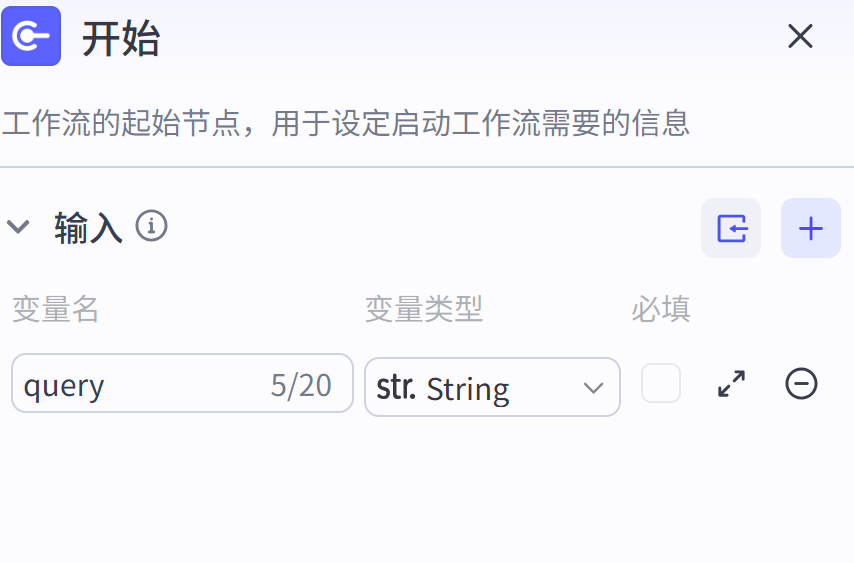 开始
工作流的起始节点，用于设定启动工作流需要的信息
输入
变量名 变量类型 必填
query 5/20 str. String